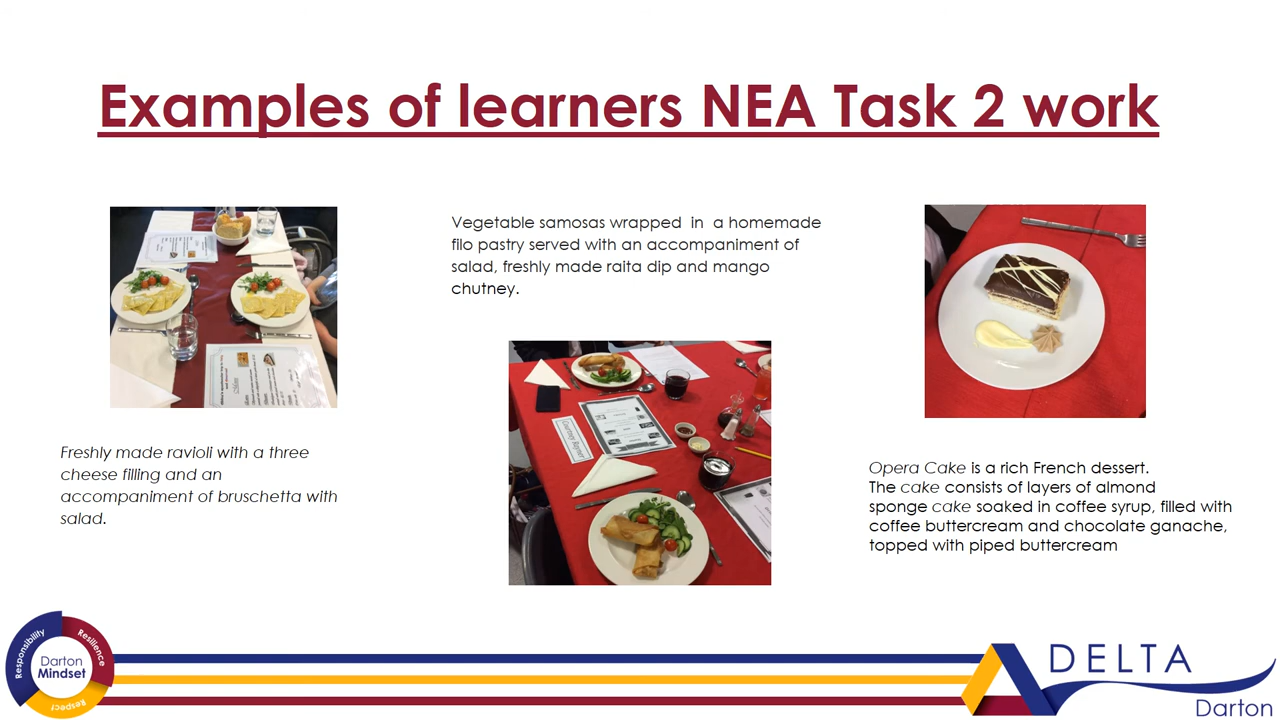 Examples of learners NEA Task 2 work
Vegetable samosas wrapped in a homemade
filo pastry served with an accompaniment of
salad, freshly made raita dip and mango
chutney.
Freshly made ravioli with a three
cheese filling and an
accompaniment of bruschetta with
salad.
Opera Cake is a rich French dessert.
The cake consists of layers of almond
sponge cake soaked in coffee syrup, filled with
coffee buttercream and chocolate ganache,
topped with piped buttercream
Responsibility
Resilience
Respect
Darton
Mindset
DELTA
Darton